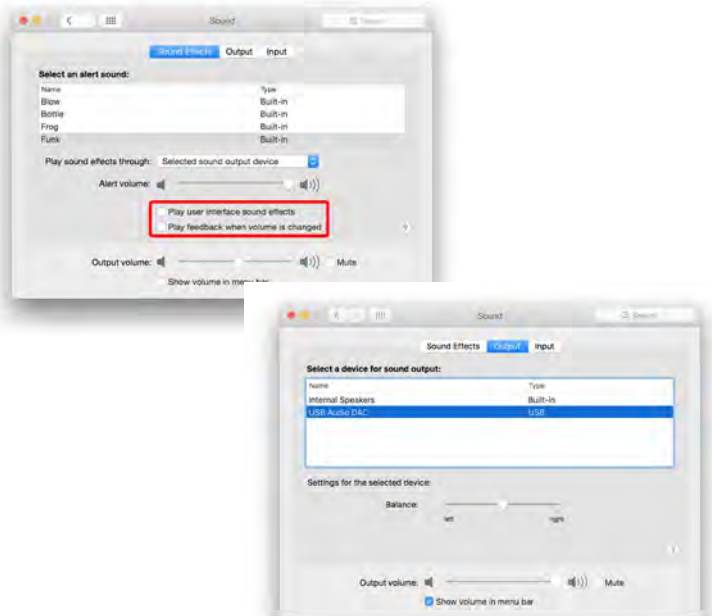 Sound
Search
Sound Effects Output Input
Select an alert sound:
Name Type
Blow Built-in
Bottle Built-in
Frog Built-in
Funk Built-in
Play sound effects through: Selected sound output device
Alert volume:
Play user interface sound effects
Play feedback when volume is changed
?
Output volume: Mute
Show volume in menu bar
Sound
Search
Sound Effects Output Input
Select a device for sound output:
Name Type
Internal Speakers Built-in
USB Audio DAC USB
Settings for the selected device:
Balance:
left right
?
Output volume: Mute
Show volume in menu bar